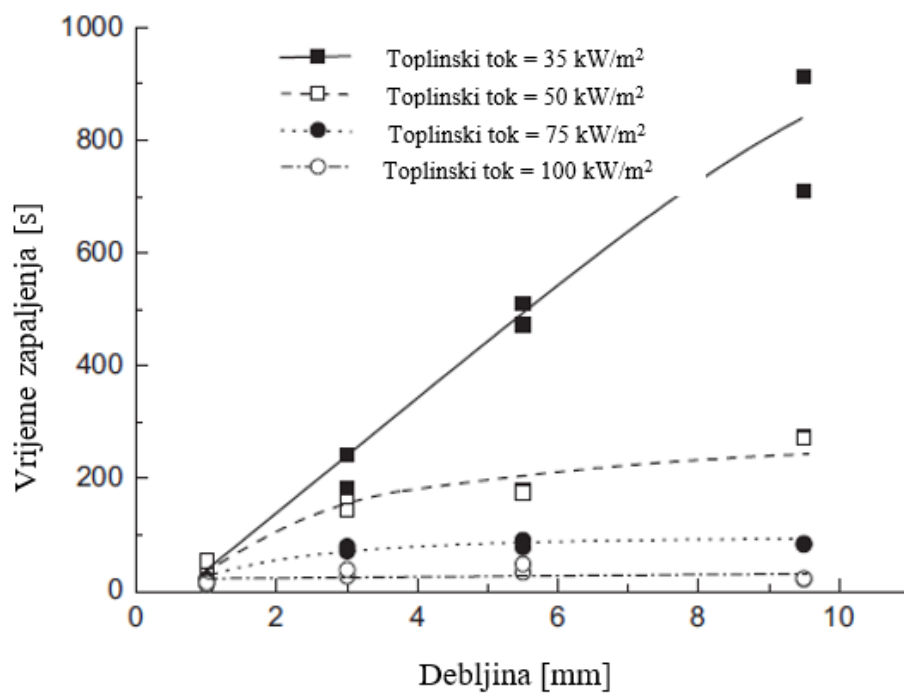 1000
800
600
400
200
0
Vrijeme zapaljenja [s]
Toplinski tok = 35 kW/m²
Toplinski tok = 50 kW/m²
Toplinski tok = 75 kW/m²
Toplinski tok = 100 kW/m²
0 2 4 6 8 10
Debljina [mm]